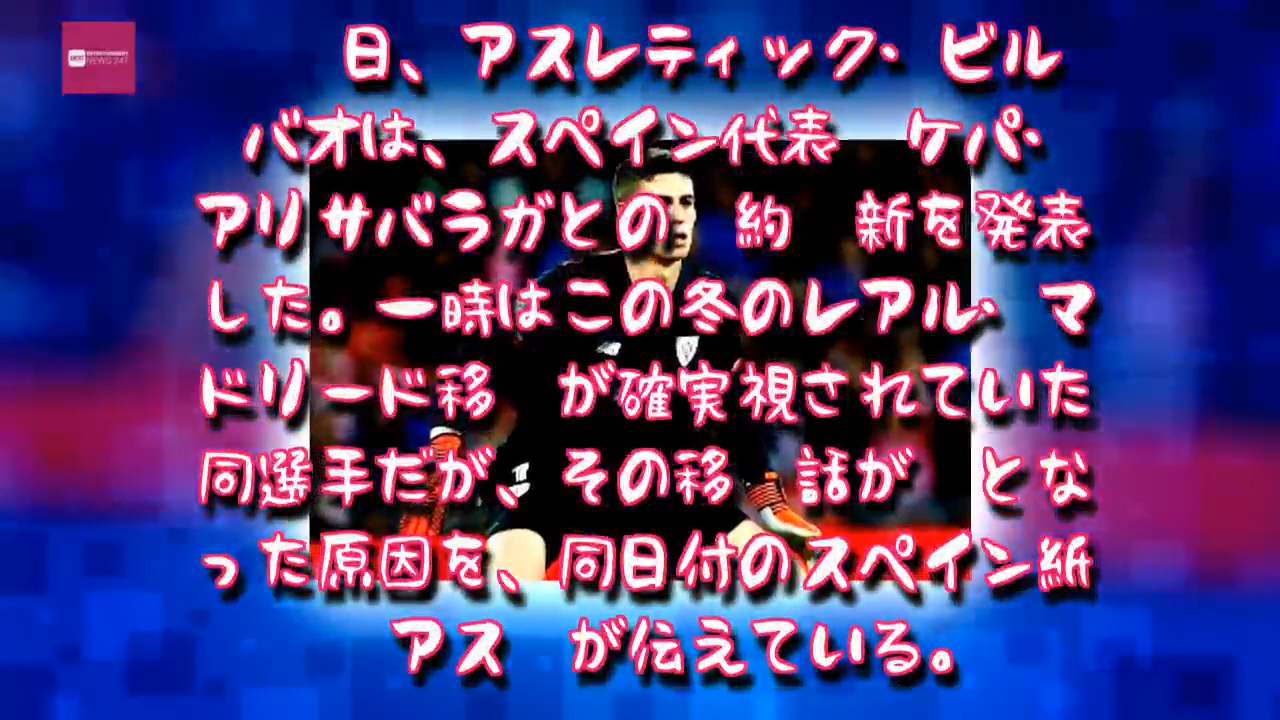 ENTERTAINMENT
NEWS 24T
日、アスレティック・ビル
バオは、スペイン代表　ケパ・
アリサバラガとの　約　新を発表
した。一時はこの冬のレアル・マ
ドリード移　が確実視されていた
同選手だが、その移　話が　とな
った原因を、同日付のスペイン紙
アス　が伝えている。